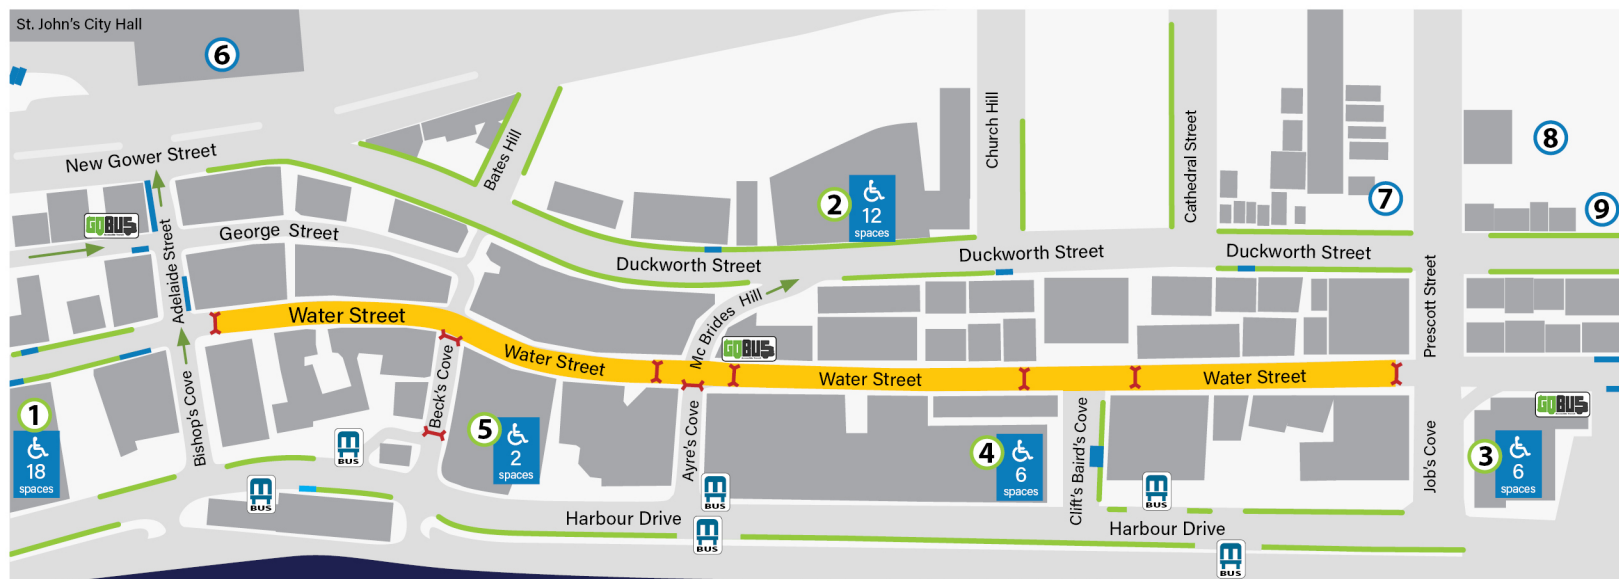 St. John's City Hall
6
New Gower Street
Bates Hill
Church Hill
Cathedral Street
8
7
9
2
12
spaces
GOBUS
George Street
Adelaide Street
Duckworth Street
Duckworth Street
Duckworth Street
Mc Brides Hill
Prescott Street
Water Street
Water Street
GOBUS
Water Street
Water Street
Beck's Cove
Bishop's Cove
1
18
spaces
5
2
spaces
Ayre's Cove
4
6
spaces
Clift's Baird's Cove
Job's Cove
GOBUS
3
6
spaces
BUS
BUS
BUS
BUS
BUS
BUS
Harbour Drive
Harbour Drive